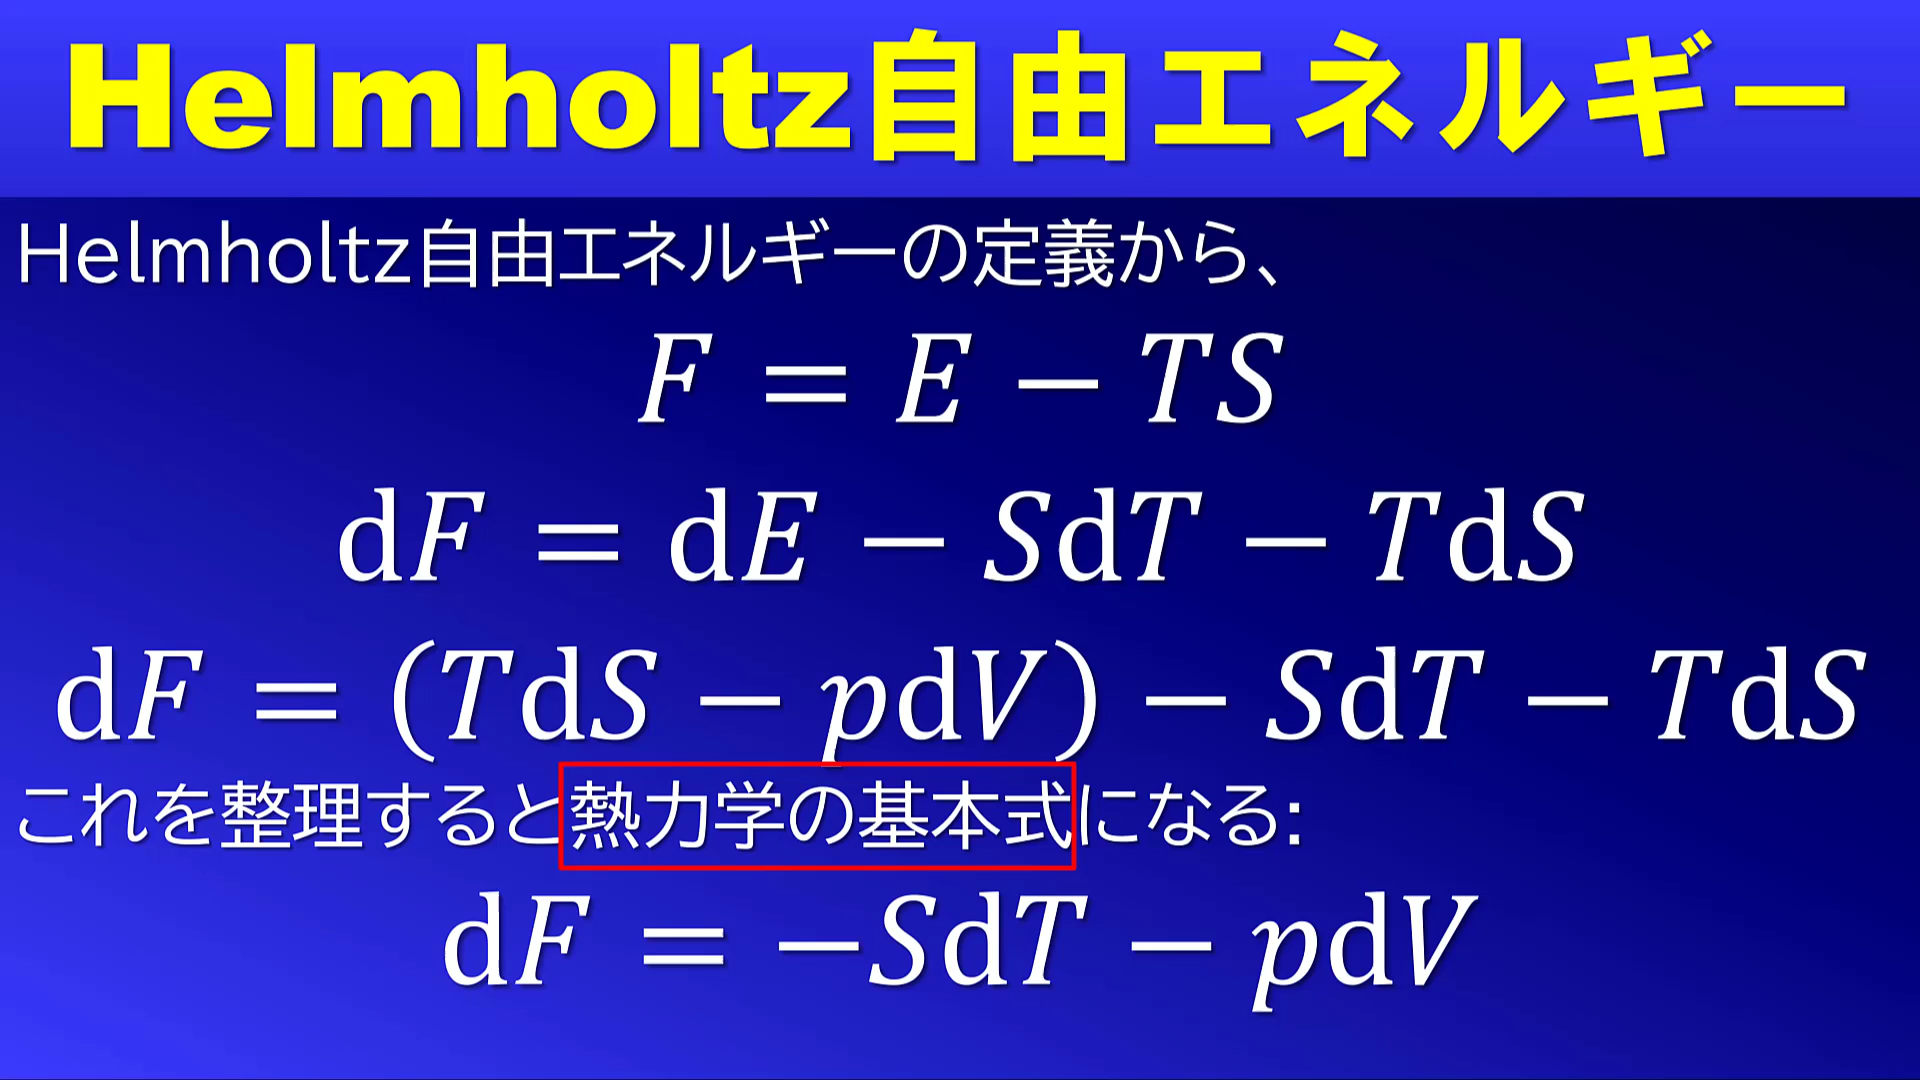 Helmholtz自由エネルギー
Helmholtz自由エネルギーの定義から、
F = E − TS
dF = dE − SdT − TdS
dF = (TdS − pdV) − SdT − TdS
これを整理すると熱力学の基本式になる:
dF = −SdT − pdV